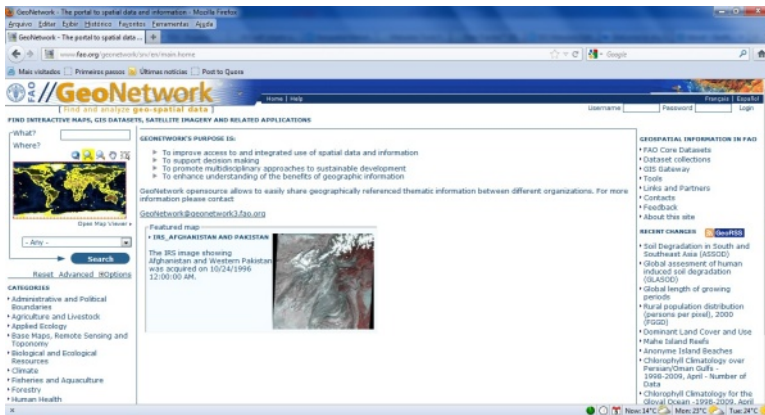 GeoNetwork - The portal to spatial data and information - Mozilla Firefox
Arquivo Editar Exibir Histórico Favoritos Ferramentas Ajuda
GeoNetwork - The portal to spatial data ...
www.fao.org/geonetwork/srv/en/main.home
Google
Mais visitados Primeiros passos Últimas notícias Post to Quora
FAO //GeoNetwork
[ Find and analyze geo-spatial data ]
Home | Help
Français | Español
Username Password Login
FIND INTERACTIVE MAPS, GIS DATASETS, SATELLITE IMAGERY AND RELATED APPLICATIONS
What?
Where?
Open Map Viewer
- Any -
Search
Reset Advanced Options
CATEGORIES
Administrative and Political
Boundaries
Agriculture and Livestock
Applied Ecology
Base Maps, Remote Sensing and
Toponomy
Biological and Ecological
Resources
Climate
Fisheries and Aquaculture
Forestry
Human Health
GEONETWORK'S PURPOSE IS:
To improve access to and integrated use of spatial data and information
To support decision making
To promote multidisciplinary approaches to sustainable development
To enhance understanding of the benefits of geographic information
GeoNetwork opensource allows to easily share geographically referenced thematic information between different organizations. For more
information please contact
GeoNetwork@geonetwork3.fao.org
Featured map
IRS_AFGHANISTAN AND PAKISTAN
The IRS image showing
Afghanistan and Western Pakistan
was acquired on 10/24/1996
12:00:00 AM.
GEOSPATIAL INFORMATION IN FAO
FAO Core Datasets
Dataset collections
GIS Gateway
Tools
Links and Partners
Contacts
Feedback
About this site
RECENT CHANGES GeoRSS
Soil Degradation in South and
Southeast Asia (ASSOD)
Global assesment of human
induced soil degradation
(GLASOD)
Global length of growing
periods
Rural population distribution
(persons per pixel), 2000
(FGGD)
Dominant Land Cover and Use
Mahe Island Reefs
Anonyme Island Beaches
Chlorophyll Climatology over
Persian/Oman Gulfs -
1998-2009, April - Number of
Data
Chlorophyll Climatology for the
Gloval Ocean -1998-2009, April
Now: 14°C Mon: 23°C Tue: 24°C